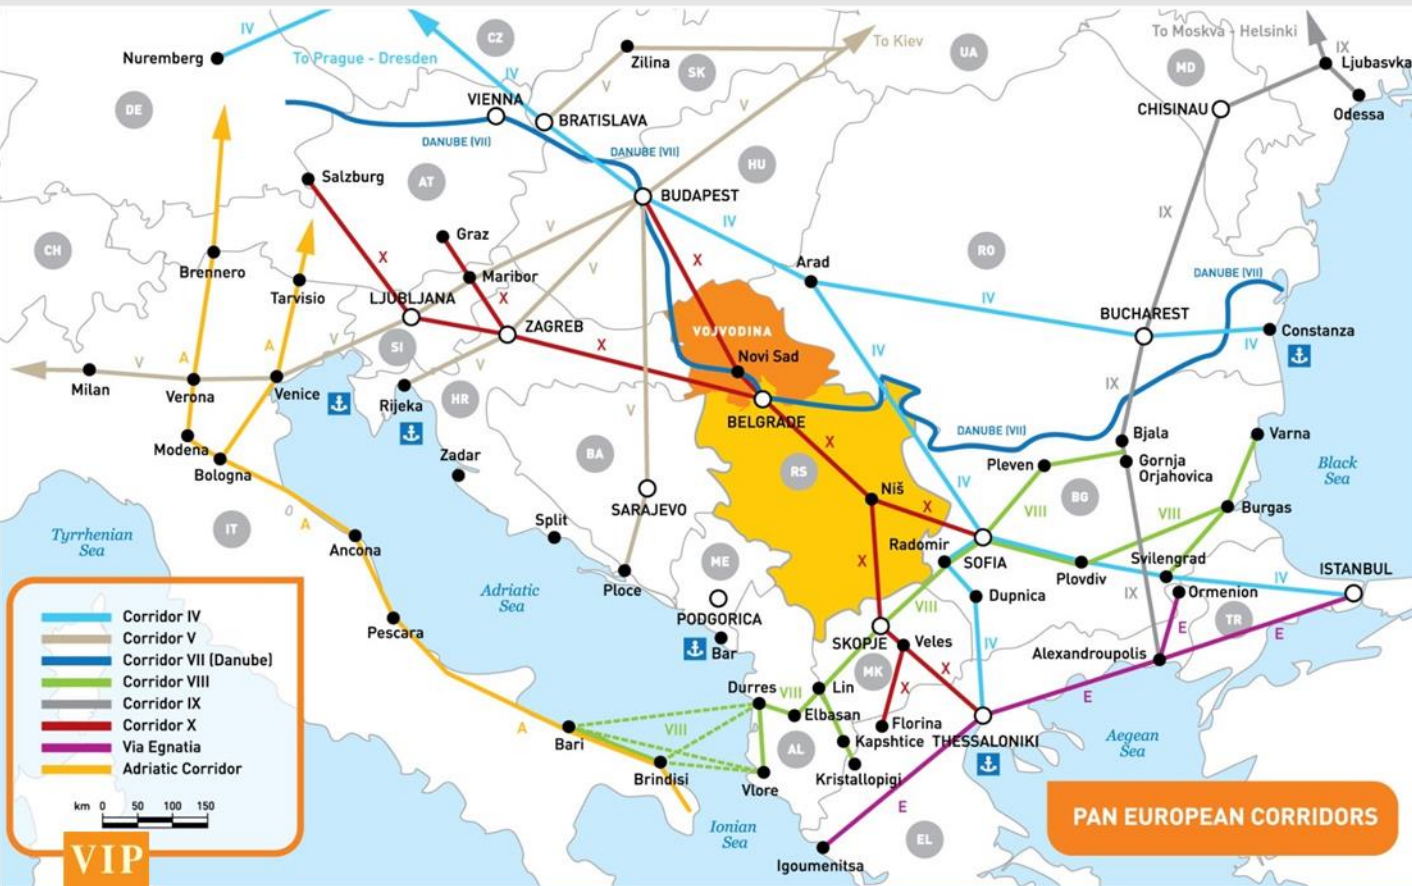 IV
To Prague - Dresden
Nuremberg
CZ
IV
Zilina
SK
To Kiev
UA
To Moskva - Helsinki
IX
MD
Ljubasvka
DE
VIENNA
V
V
CHISINAU
Odessa
BRATISLAVA
DANUBE (VII)
DANUBE (VII)
HU
Salzburg
AT
BUDAPEST
IV
IX
CH
Graz
V
X
X
RO
Brennero
Maribor
V
Arad
DANUBE (VII)
Tarvisio
LJUBLJANA
X
IV
BUCHAREST
ZAGREB
VOJVODINA
Constanza
IV
A
A
V
V
SI
V
X
Novi Sad
IV
Milan
Verona
Venice
Rijeka
HR
IX
V
BELGRADE
DANUBE (VII)
Modena
Bologna
Zadar
BA
X
RS
Bjala
Varna
Pleven
Gornja
Orjahovica
Black
Sea
IV
BG
Niš
SARAJEVO
X
VIII
VIII
Burgas
IT
A
Split
Tyrrhenian
Sea
Ancona
Radomir
SOFIA
Svilengrad
ME
X
Plovdiv
ISTANBUL
IV
Ploce
Adriatic
Sea
Dupnica
IX
Ormenion
PODGORICA
VIII
TR
E
E
Pescara
SKOPJE
Veles
IV
Bar
MK
X
X
Alexandroupolis
Durres
VIII
Lin
E
Elbasan
Florina
A
VIII
Bari
AL
Kapshtice
THESSALONIKI
Aegean
Sea
Brindisi
Vlore
Kristallopigi
E
Ionian
Sea
EL
Igoumenitsa
Corridor IV
Corridor V
Corridor VII (Danube)
Corridor VIII
Corridor IX
Corridor X
Via Egnatia
Adriatic Corridor
km 0 50 100 150
VIP
PAN EUROPEAN CORRIDORS